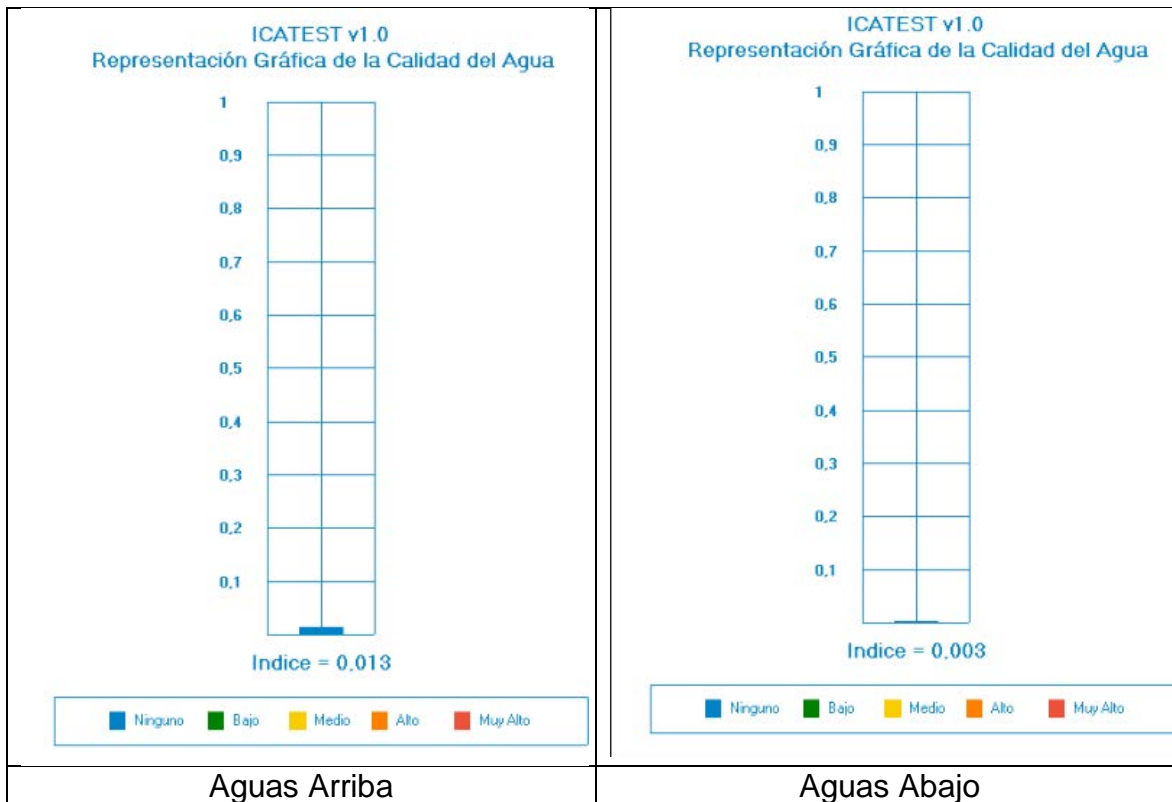 ICATEST v1.0
Representación Gráfica de la Calidad del Agua
1
0,9
0,8
0,7
0,6
0,5
0,4
0,3
0,2
0,1
Indice = 0,013
Ninguno Bajo Medio Alto Muy Alto
Aguas Arriba
ICATEST v1.0
Representación Gráfica de la Calidad del Agua
1
0,9
0,8
0,7
0,6
0,5
0,4
0,3
0,2
0,1
Indice = 0,003
Ninguno Bajo Medio Alto Muy Alto
Aguas Abajo